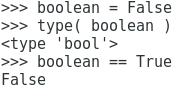 >>> boolean = False
>>> type( boolean )
<type 'bool'>
>>> boolean == True
False